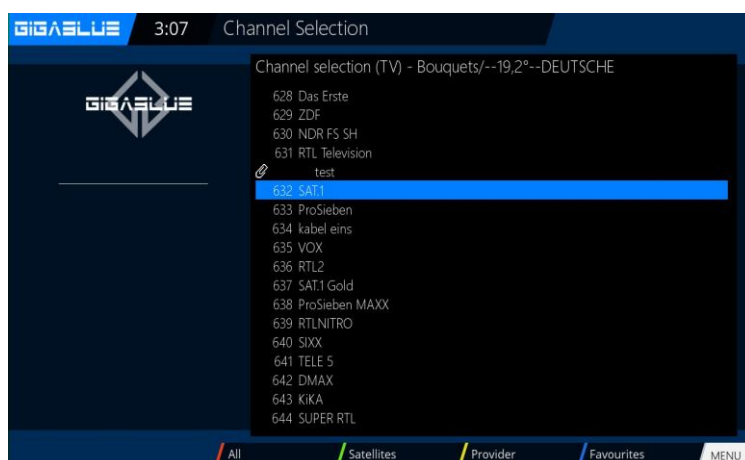 GIGABLUE 3:07 Channel Selection
Channel selection (TV) - Bouquets/--19,2°--DEUTSCHE
GIGABLUE
628 Das Erste
629 ZDF
630 NDR FS SH
631 RTL Television
test
632 SAT.1
633 ProSieben
634 kabel eins
635 VOX
636 RTL2
637 SAT.1 Gold
638 ProSieben MAXX
639 RTLNITRO
640 SIXX
641 TELE 5
642 DMAX
643 KiKA
644 SUPER RTL
All Satellites Provider Favourites MENU